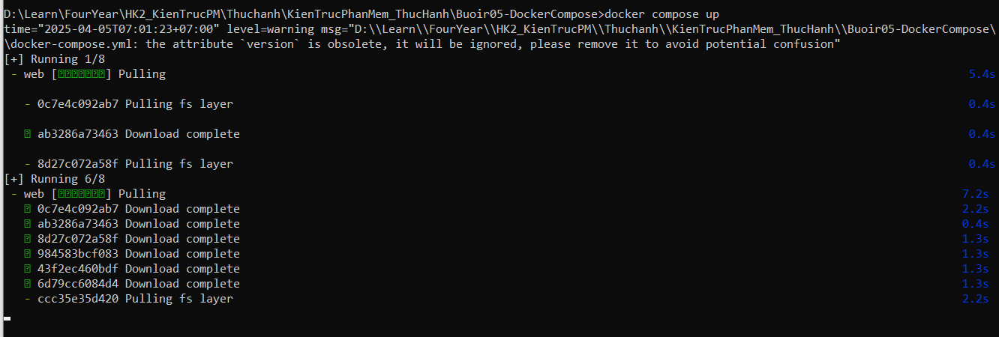 D:\Learn\FourYear\HK2_KienTrucPM\Thuchanh\KienTrucPhanMem_ThucHanh\Buoir05-DockerCompose>docker compose up
time="2025-04-05T07:01:23+07:00" level=warning msg="D:\\Learn\\FourYear\\HK2_KienTrucPM\\Thuchanh\\KienTrucPhanMem_ThucHanh\\Buoir05-DockerCompose\
\docker-compose.yml: the attribute `version` is obsolete, it will be ignored, please remove it to avoid potential confusion"
[+] Running 1/8
- web [⍰⍰⍰⍰⍰⍰⍰] Pulling 5.4s
- 0c7e4c092ab7 Pulling fs layer 0.4s
⍰ ab3286a73463 Download complete 0.4s
- 8d27c072a58f Pulling fs layer 0.4s
[+] Running 6/8
- web [⍰⍰⍰⍰⍰⍰⍰] Pulling 7.2s
⍰ 0c7e4c092ab7 Download complete 2.2s
⍰ ab3286a73463 Download complete 0.4s
⍰ 8d27c072a58f Download complete 1.3s
⍰ 984583bcf083 Download complete 1.3s
⍰ 43f2ec460bdf Download complete 1.3s
⍰ 6d79cc6084d4 Download complete 1.3s
- ccc35e35d420 Pulling fs layer 2.2s